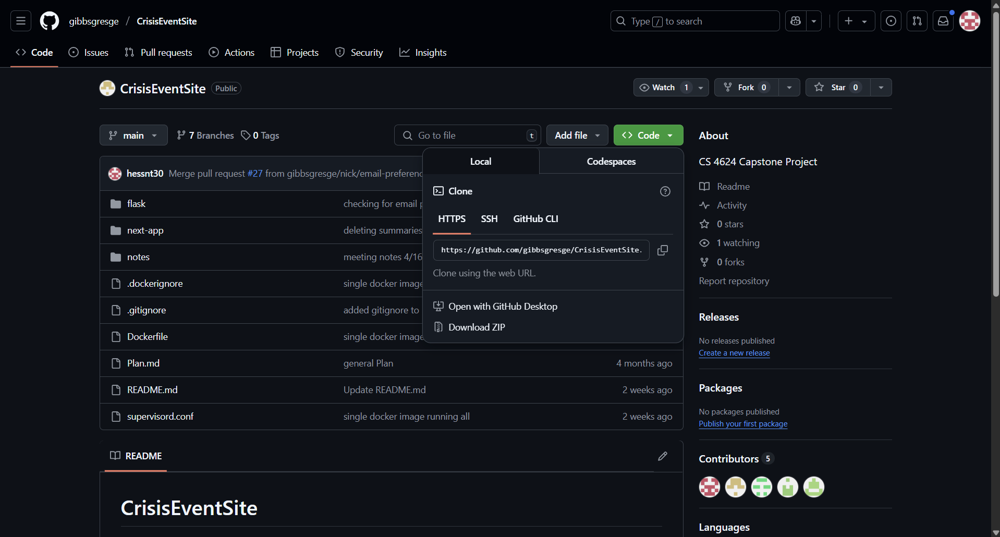 gibbsgresge / CrisisEventSite
Type / to search
Code Issues Pull requests Actions Projects Security Insights
CrisisEventSite Public
Watch 1 Fork 0 Star 0
main 7 Branches 0 Tags
Go to file t
Add file
Code
Local Codespaces
Clone
HTTPS SSH GitHub CLI
https://github.com/gibbsgresge/CrisisEventSite.
Clone using the web URL.
Open with GitHub Desktop
Download ZIP
hessnt30 Merge pull request #27 from gibbsgresge/nick/email-preferenc
flask checking for email p
next-app deleting summaries
notes meeting notes 4/16
.dockerignore single docker image
.gitignore added gitignore to
Dockerfile single docker image
Plan.md general Plan 4 months ago
README.md Update README.md 2 weeks ago
supervisord.conf single docker image running all 2 weeks ago
README
CrisisEventSite
About
CS 4624 Capstone Project
Readme
Activity
0 stars
1 watching
0 forks
Report repository
Releases
No releases published
Create a new release
Packages
No packages published
Publish your first package
Contributors 5
Languages